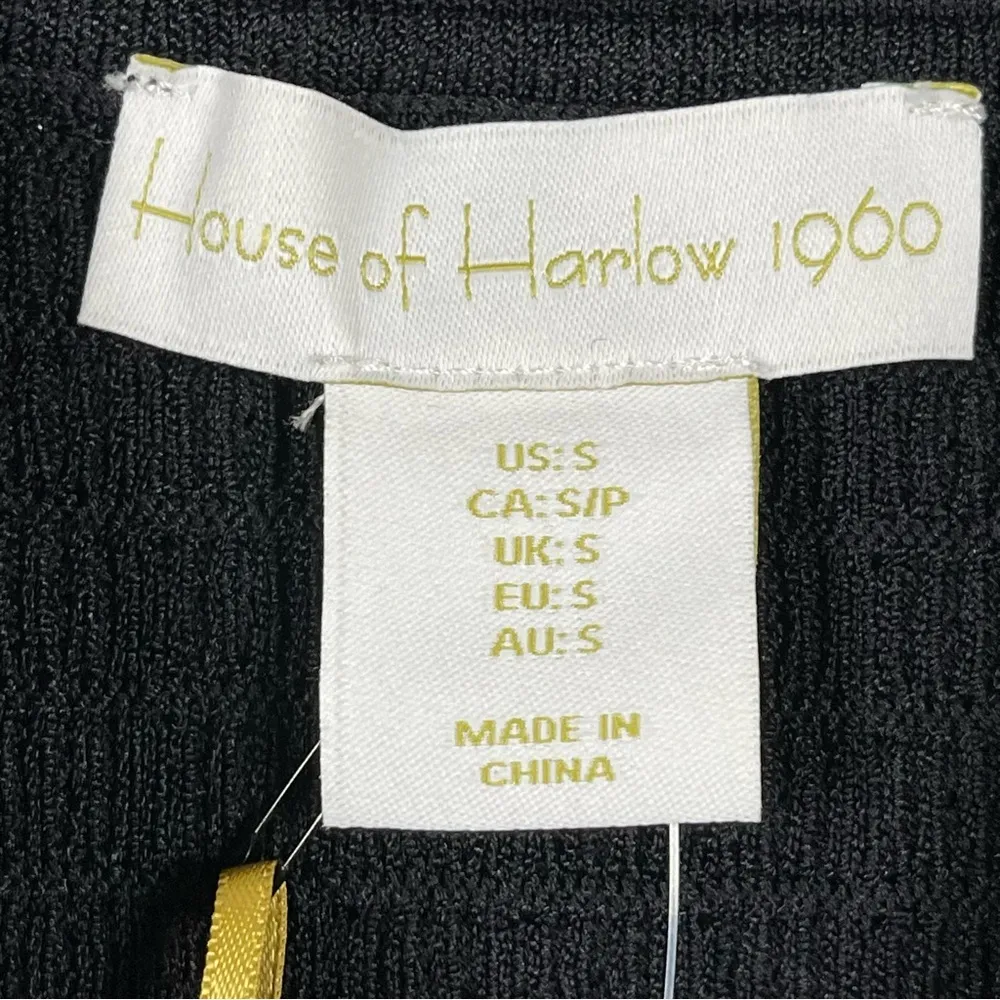 House of Harlow 1960
US: S
CA: S/P
UK: S
EU: S
AU: S
MADE IN
CHINA